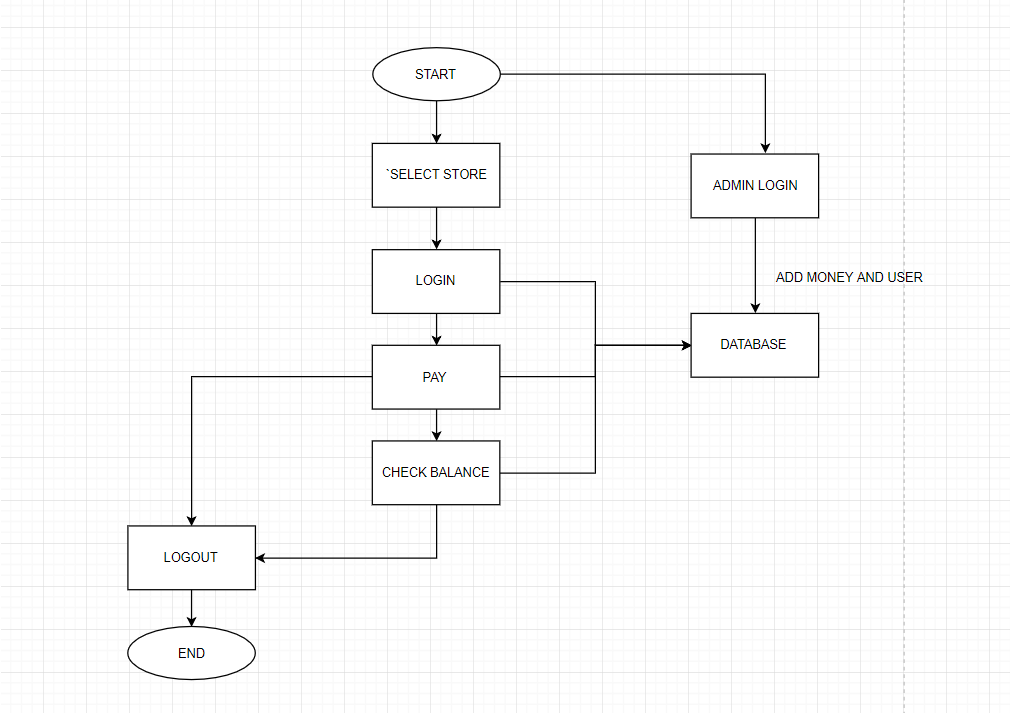 START
`SELECT STORE
ADMIN LOGIN
LOGIN
ADD MONEY AND USER
DATABASE
PAY
CHECK BALANCE
LOGOUT
END